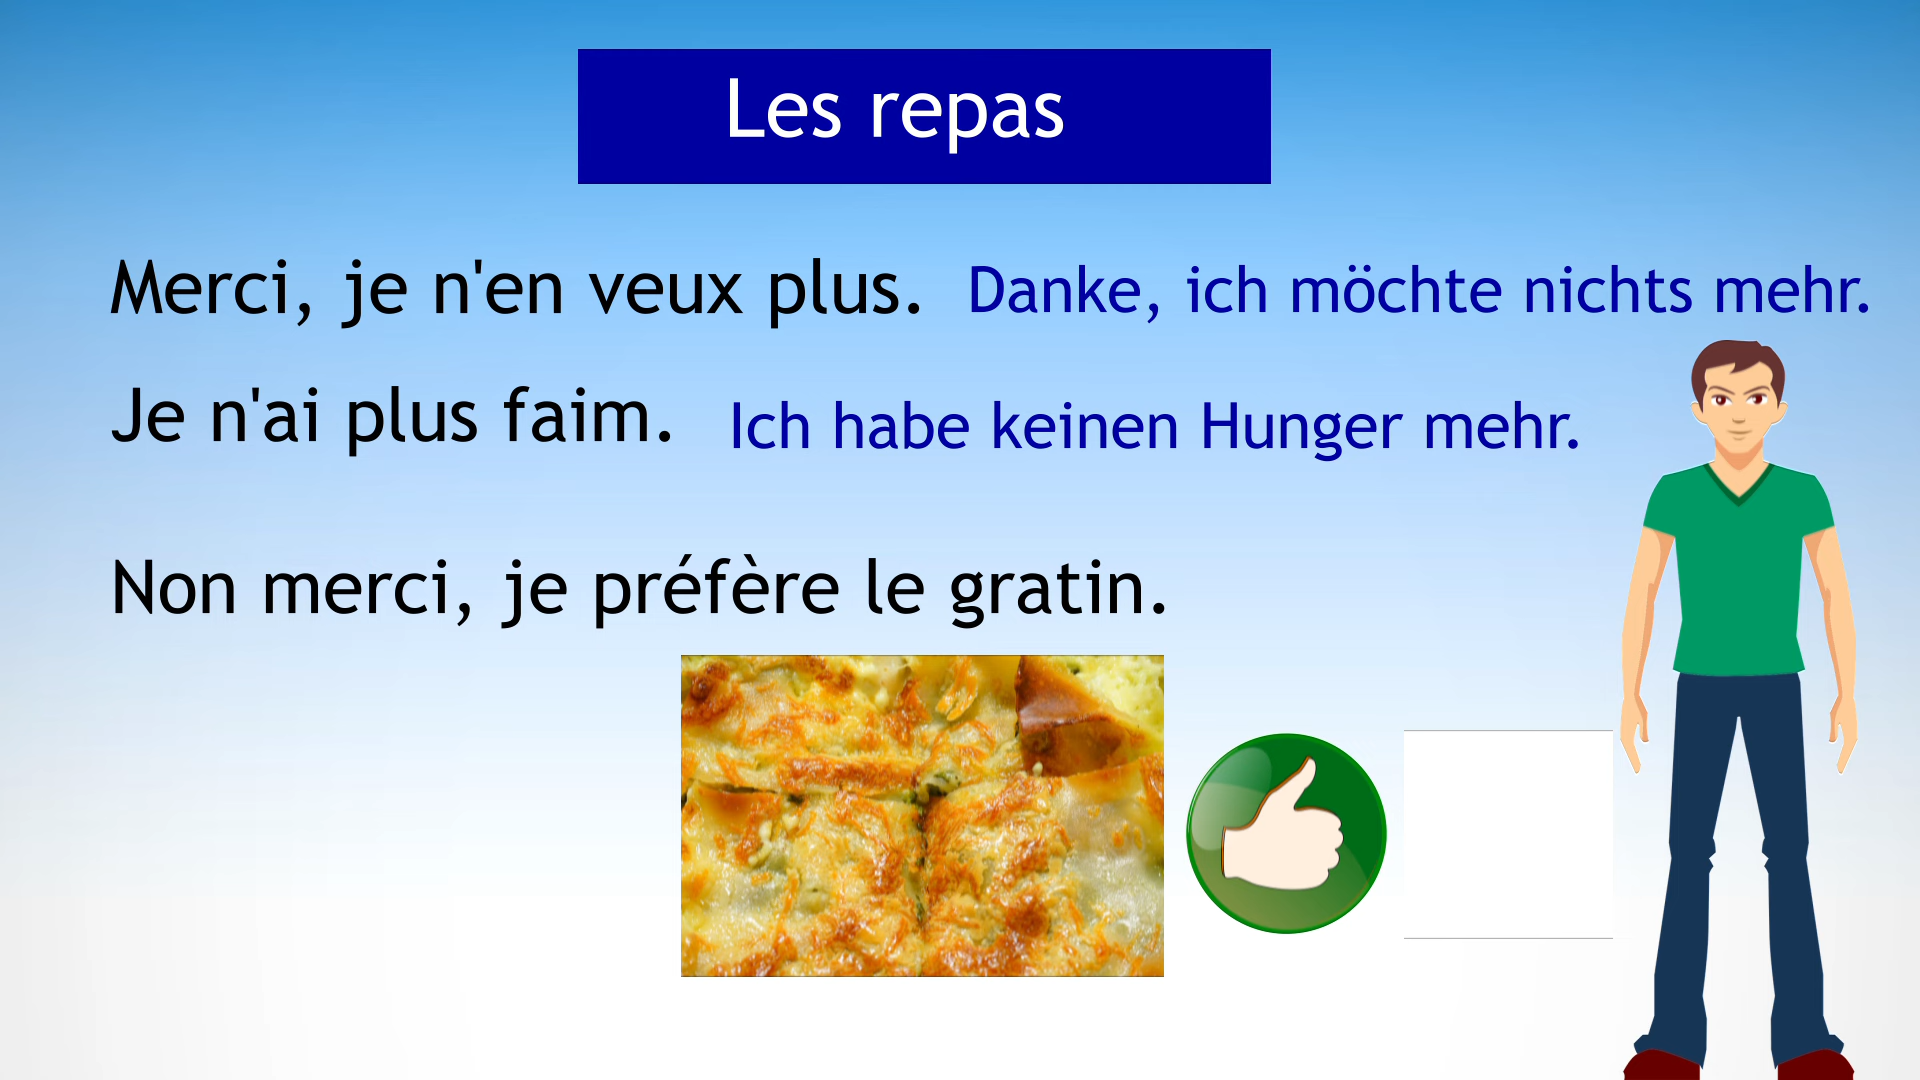 Les repas
Merci, je n'en veux plus. Danke, ich möchte nichts mehr.
Je n'ai plus faim. Ich habe keinen Hunger mehr.
Non merci, je préfère le gratin.